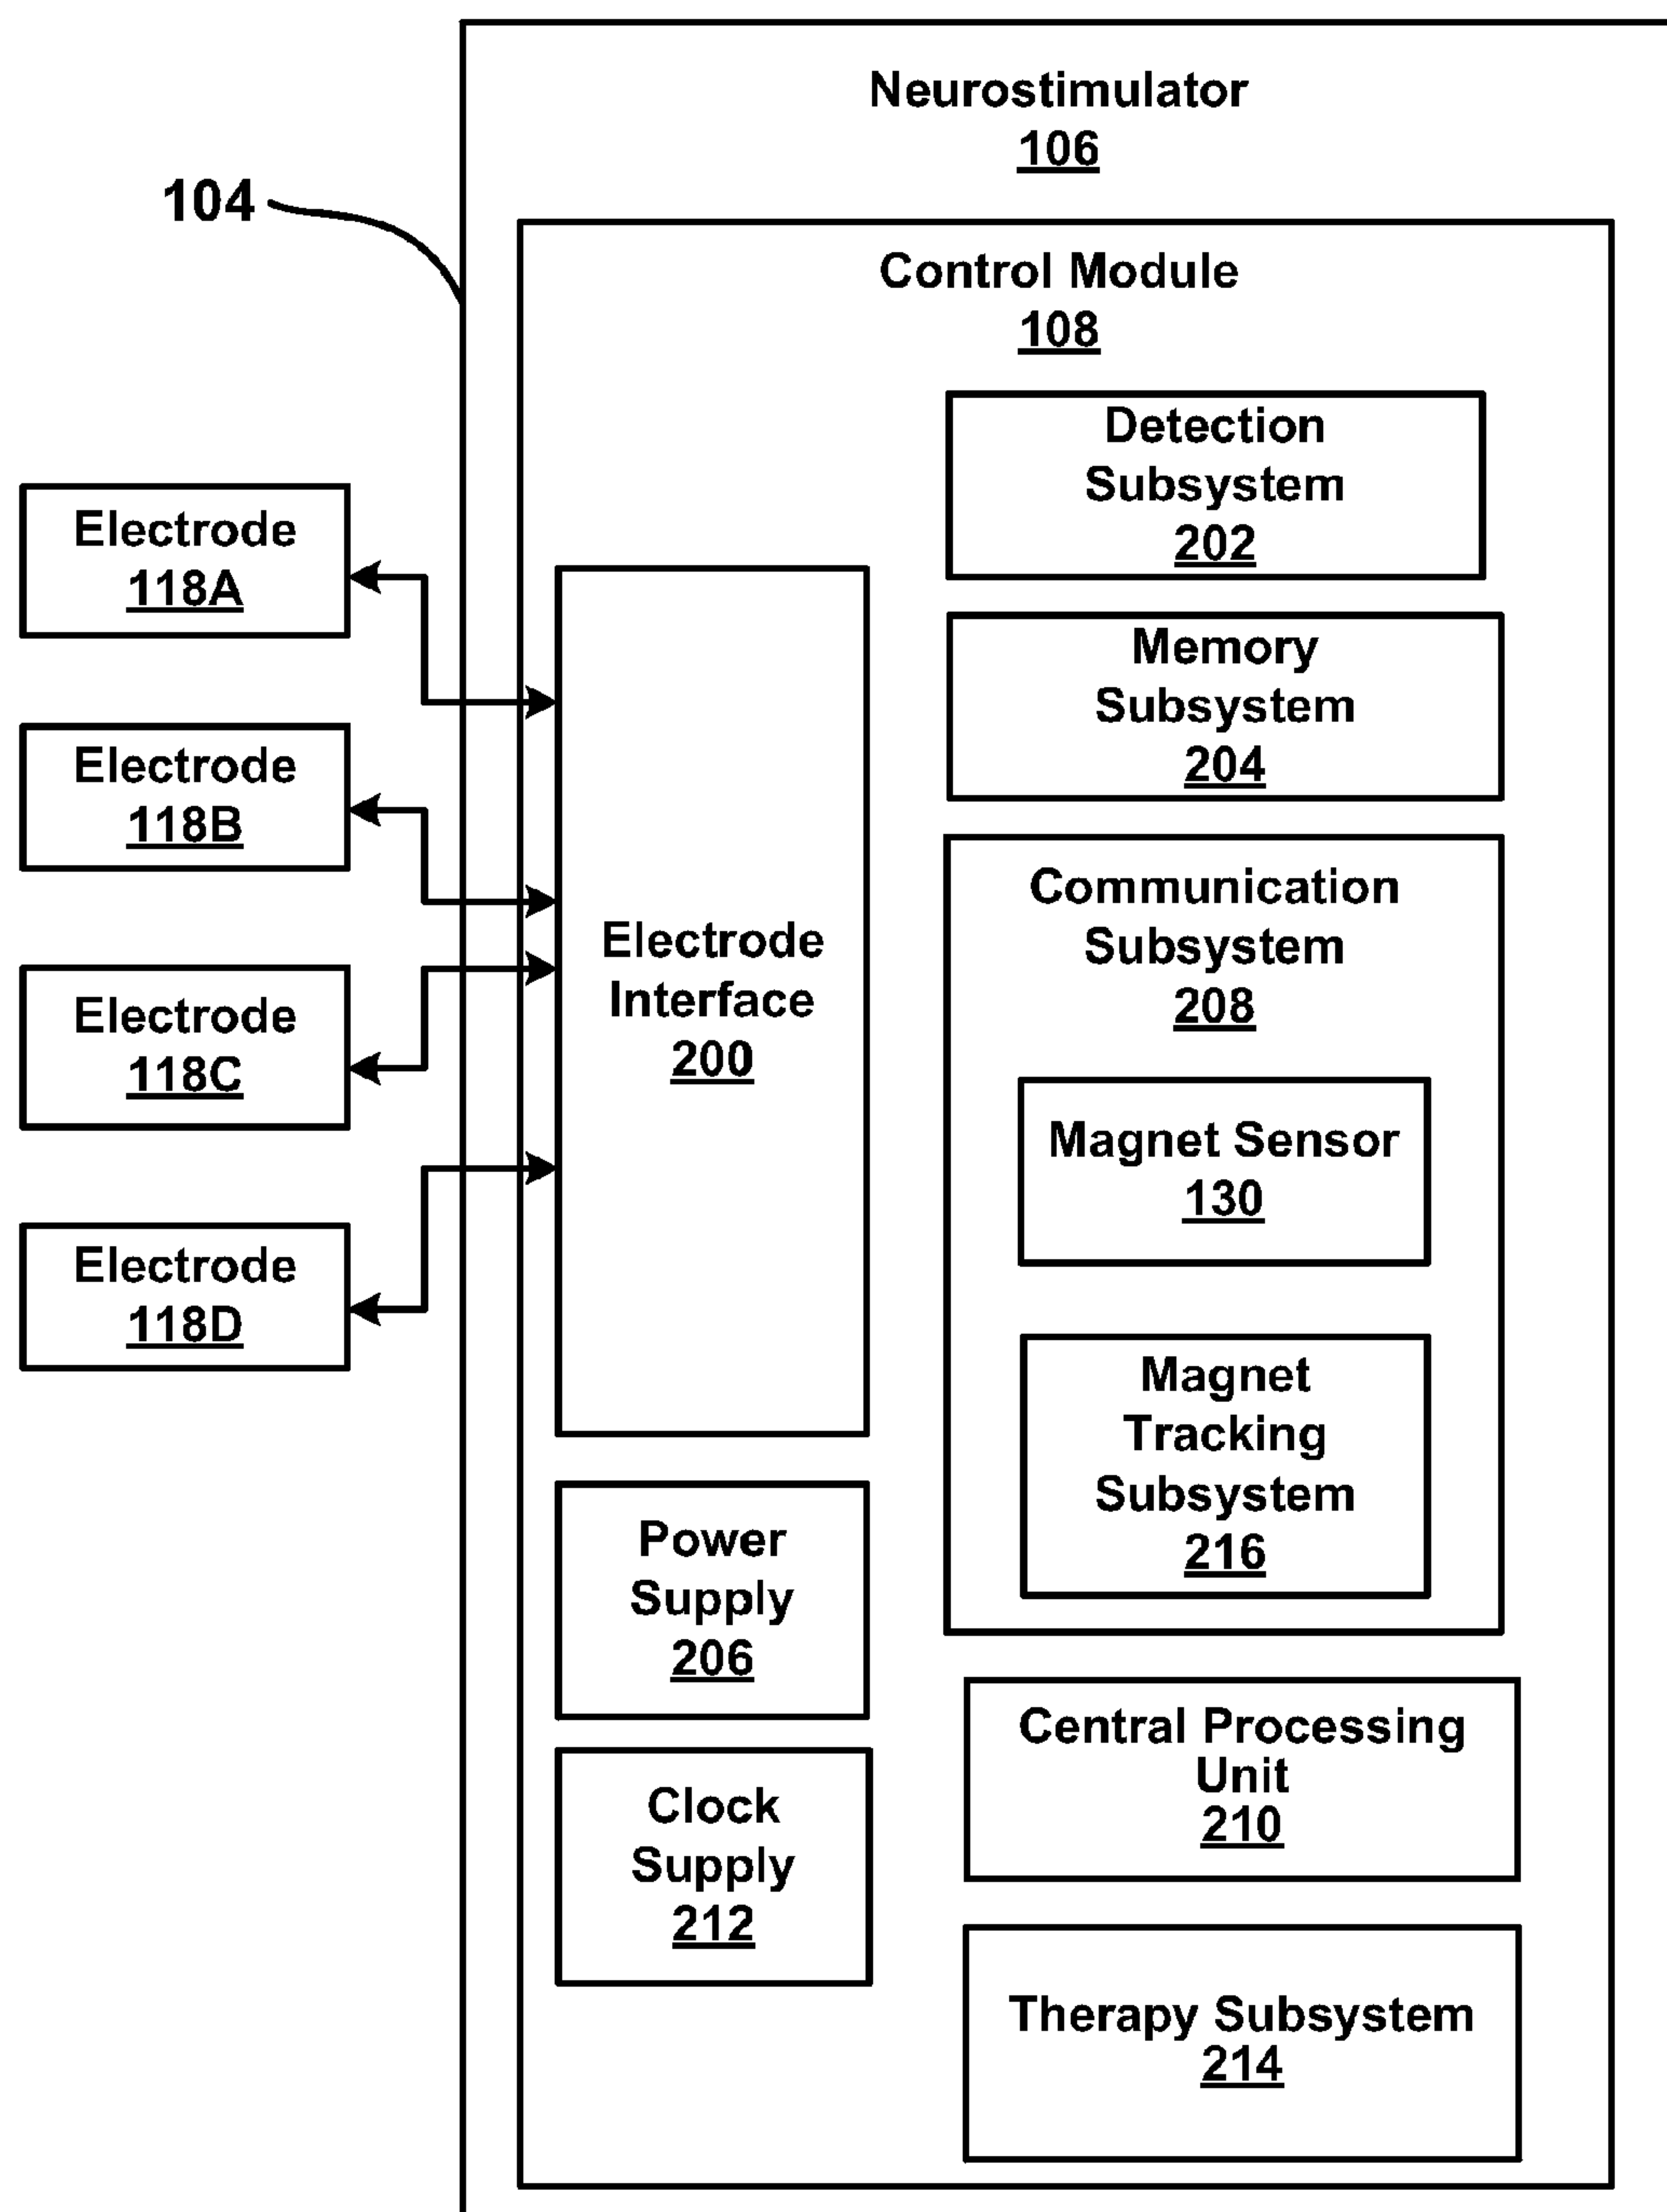 Neurostimulator
106
104
Control Module
108
Detection
Subsystem
202
Memory
Subsystem
204
Electrode
118A
Electrode
118B
Electrode
118C
Electrode
118D
Electrode
Interface
200
Communication
Subsystem
208
Magnet Sensor
130
Magnet
Tracking
Subsystem
216
Power
Supply
206
Clock
Supply
212
Central Processing
Unit
210
Therapy Subsystem
214